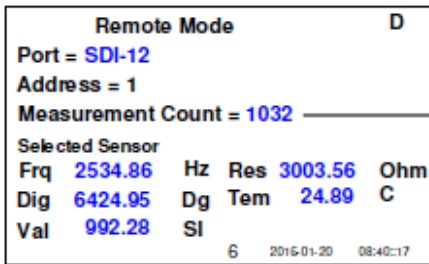 Remote Mode D
Port = SDI-12
Address = 1
Measurement Count = 1032
Selected Sensor
Frq 2534.86 Hz Res 3003.56 Ohm
Dig 6424.95 Dg Tem 24.89 C
Val 992.28 SI
6 2016-01-20 08:40::17